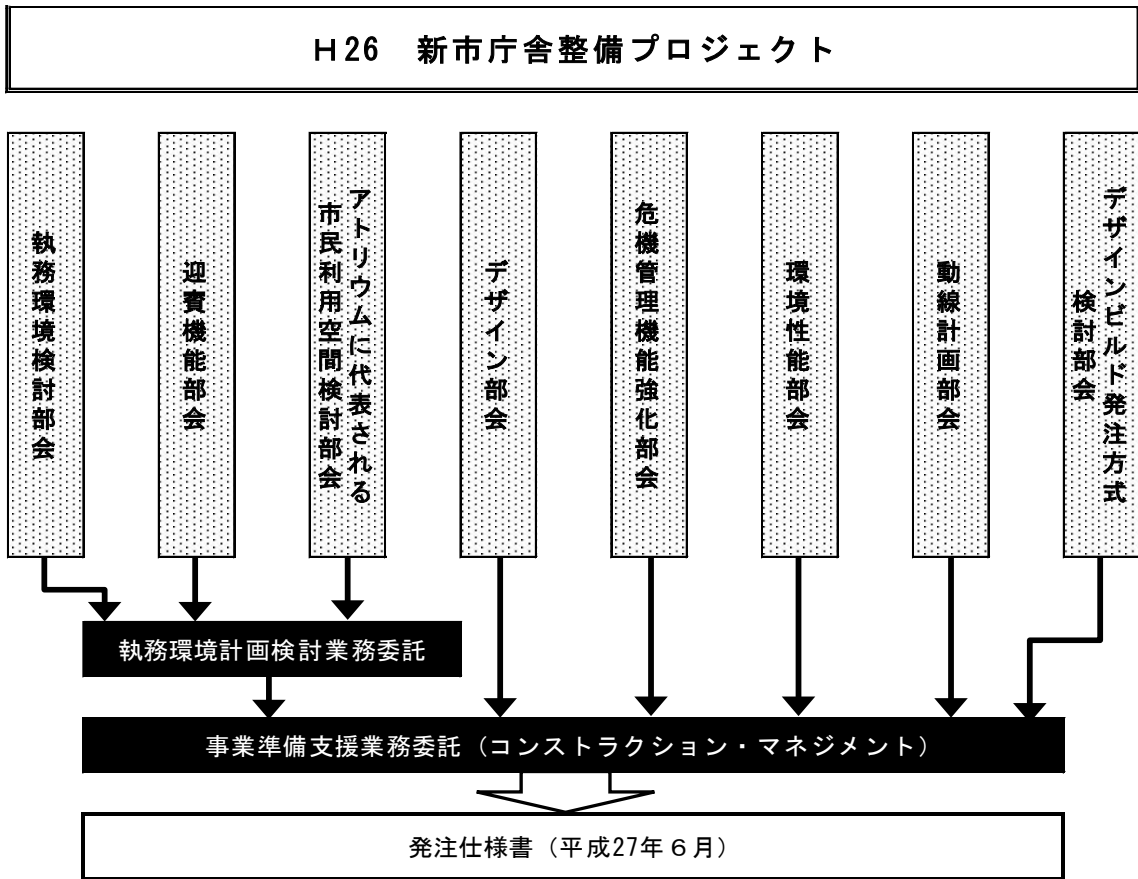 H26　新市庁舎整備プロジェクト
執務環境検討部会
迎賓機能部会
アトリウムに代表される
市民利用空間検討部会
デザイン部会
危機管理機能強化部会
環境性能部会
動線計画部会
デザインビルド発注方式
検討部会
執務環境計画検討業務委託
事業準備支援業務委託（コンストラクション・マネジメント）
発注仕様書（平成27年６月）